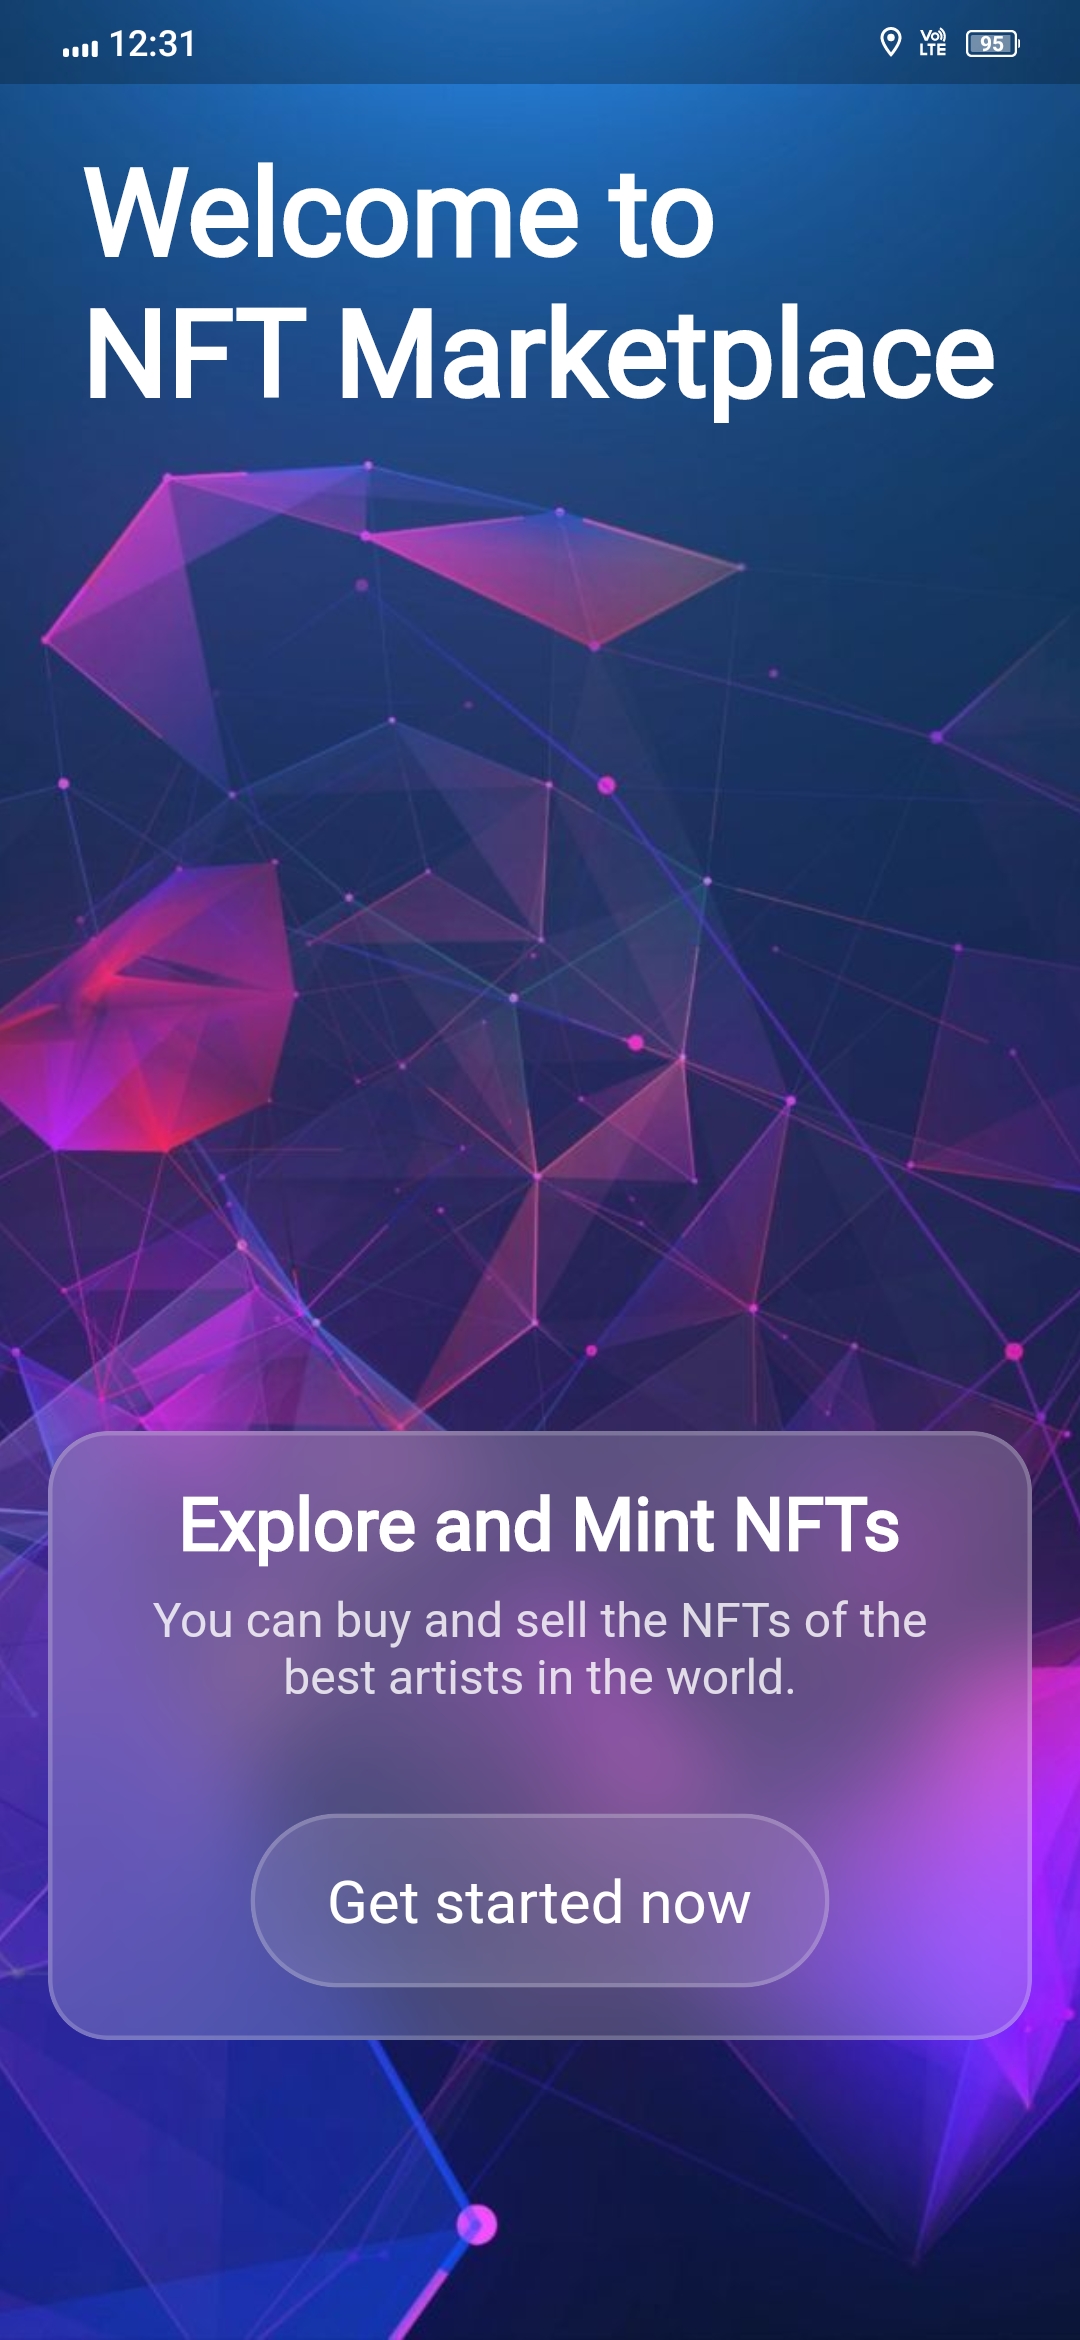 12:31
Vo))
LTE
95
Welcome to
NFT Marketplace
Explore and Mint NFTs
You can buy and sell the NFTs of the
best artists in the world.
Get started now